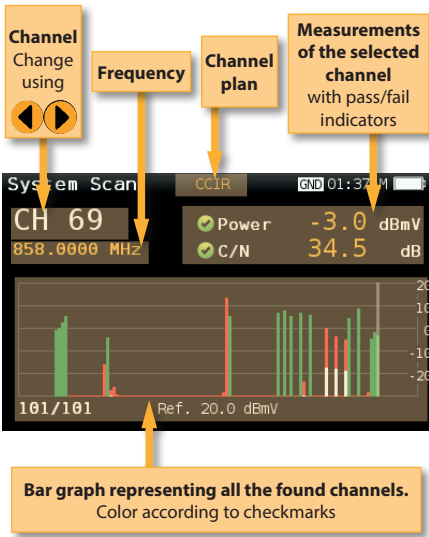 Channel
Change
using
Frequency
Channel
plan
Measurements
of the selected
channel
with pass/fail
indicators
System Scan CCIR GND 01:37 M
CH 69
858.0000 MHz
Power -3.0 dBmV
C/N 34.5 dB
20
10
0
-10
-20
101/101 Ref. 20.0 dBmV
Bar graph representing all the found channels.
Color according to checkmarks